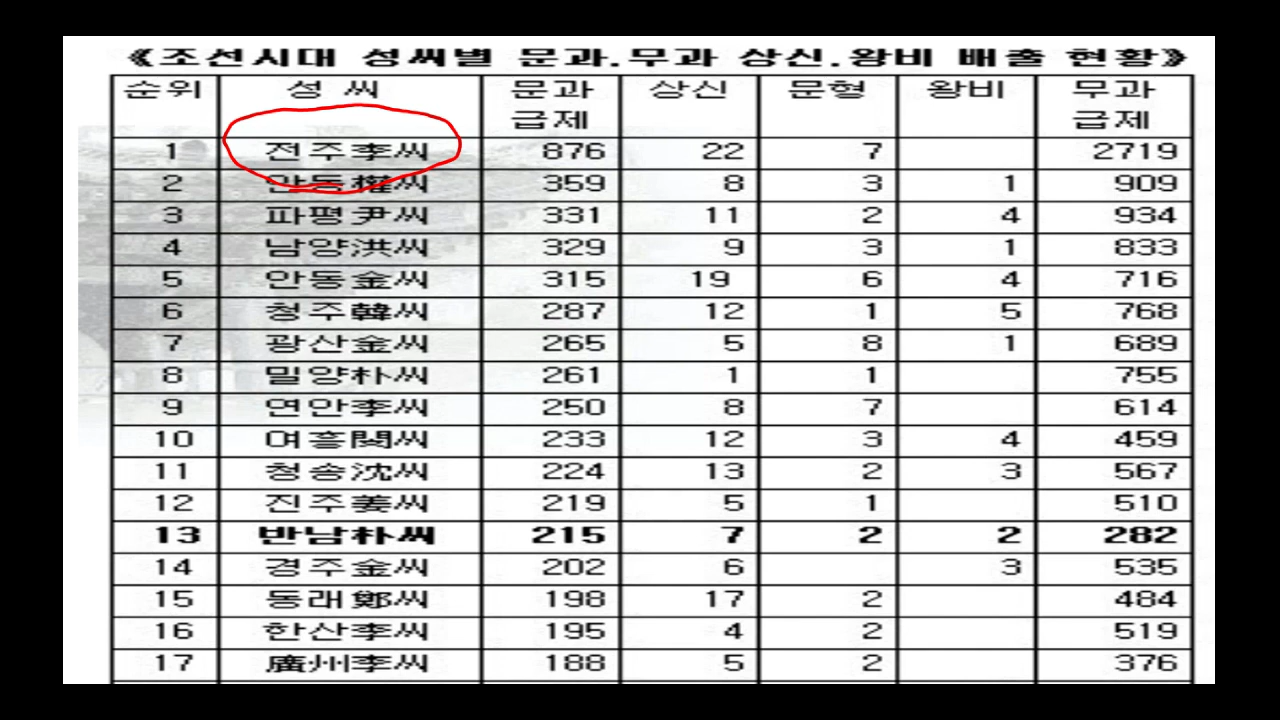 《조선시대 성씨별 문과.무과 상신.왕비 배출 현황》
순위 성 씨 문과 급제 상신 문형 왕비 무과 급제
1 전주李씨 876 22 7 2719
2 안동權씨 359 8 3 1 909
3 파평尹씨 331 11 2 4 934
4 남양洪씨 329 9 3 1 833
5 안동金씨 315 19 6 4 716
6 청주韓씨 287 12 1 5 768
7 광산金씨 265 5 8 1 689
8 밀양朴씨 261 1 1 755
9 연안李씨 250 8 7 614
10 여흥閔씨 233 12 3 4 459
11 청송沈씨 224 13 2 3 567
12 진주姜씨 219 5 1 510
13 반남朴씨 215 7 2 2 282
14 경주金씨 202 6 3 535
15 동래鄭씨 198 17 2 484
16 한산李씨 195 4 2 519
17 廣州李씨 188 5 2 376